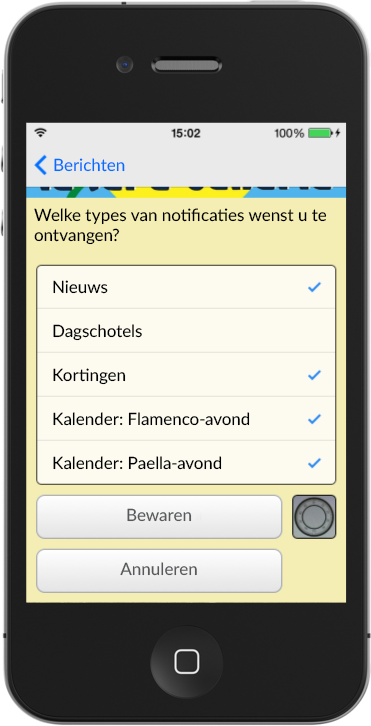 15:02
100%
Berichten
Welke types van notificaties wenst u te
ontvangen?
Nieuws
Dagschotels
Kortingen
Kalender: Flamenco-avond
Kalender: Paella-avond
Bewaren
Annuleren